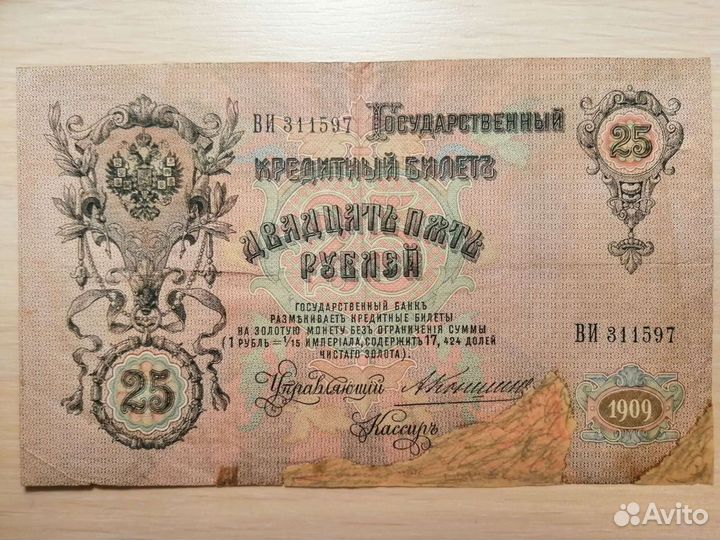 ВИ 311597 Государственный
25
кредитный билетъ
двадцать пять
рублей
ГОСУДАРСТВЕННЫЙ БАНКЪ
РАЗМѢНИВАЕТЪ КРЕДИТНЫЕ БИЛЕТЫ
НА ЗОЛОТУЮ МОНЕТУ БЕЗЪ ОГРАНИЧЕНІЯ СУММЫ
(1 РУБЛЬ = 1/15 ИМПЕРІАЛА, СОДЕРЖИТЪ 17,424 ДОЛЕЙ
ЧИСТАГО ЗОЛОТА).
ВИ 311597
25
Управляющій
Кассиръ
1909
Avito